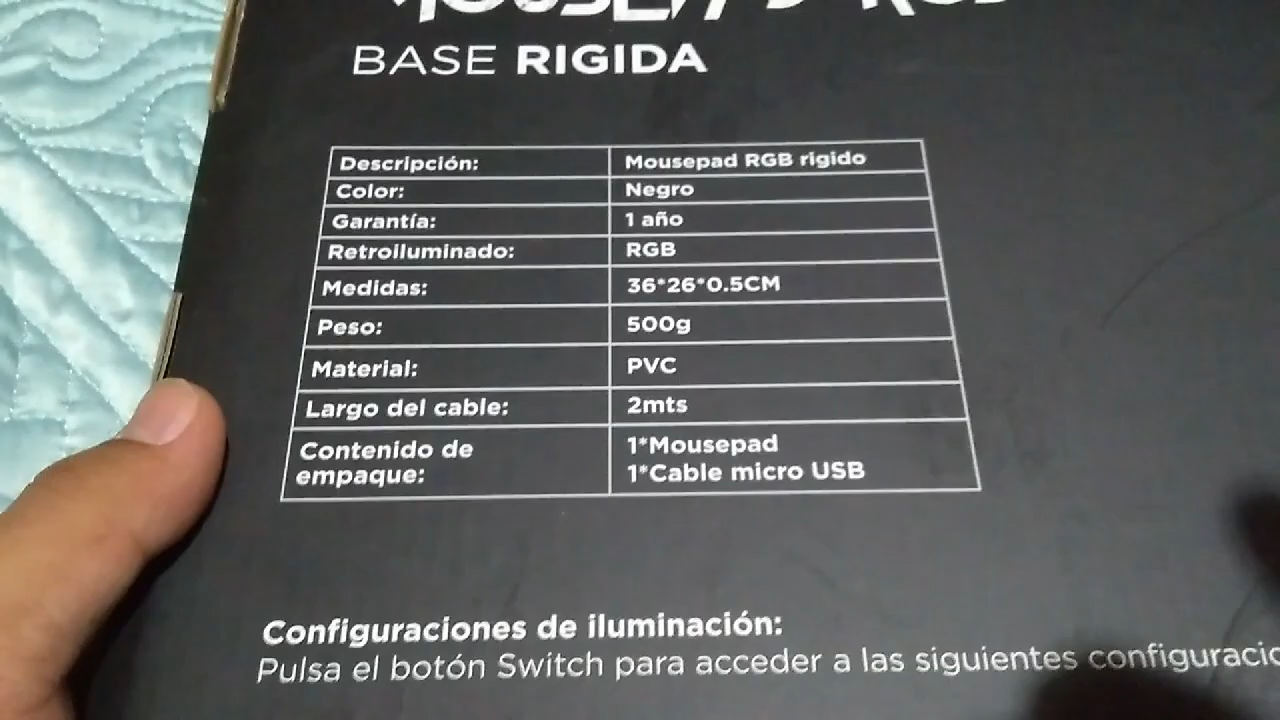 MOUSEPAD RGB
BASE RIGIDA
Descripción: Mousepad RGB rigido
Color: Negro
Garantía: 1 año
Retroiluminado: RGB
Medidas: 36*26*0.5CM
Peso: 500g
Material: PVC
Largo del cable: 2mts
Contenido de empaque: 1*Mousepad
1*Cable micro USB
Configuraciones de iluminación:
Pulsa el botón Switch para acceder a las siguientes configuracio